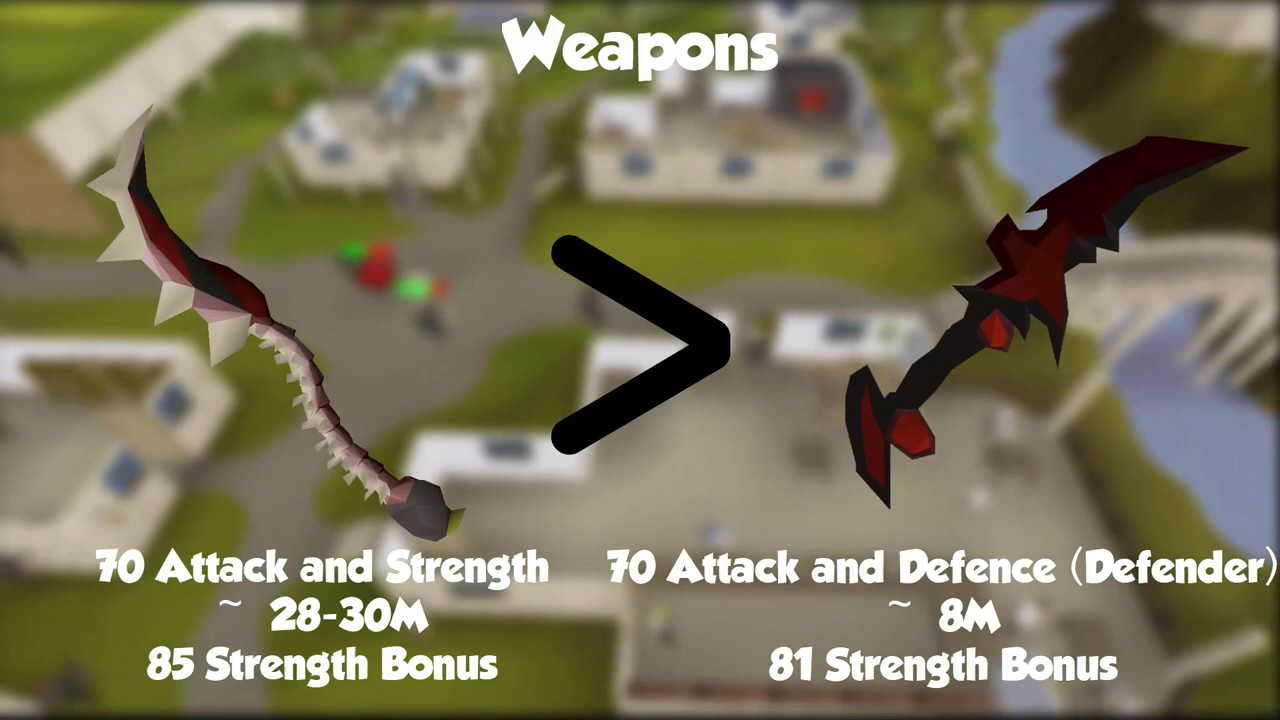 Weapons
>
70 Attack and Strength
~ 28-30M
85 Strength Bonus
70 Attack and Defence (Defender)
~ 8M
81 Strength Bonus